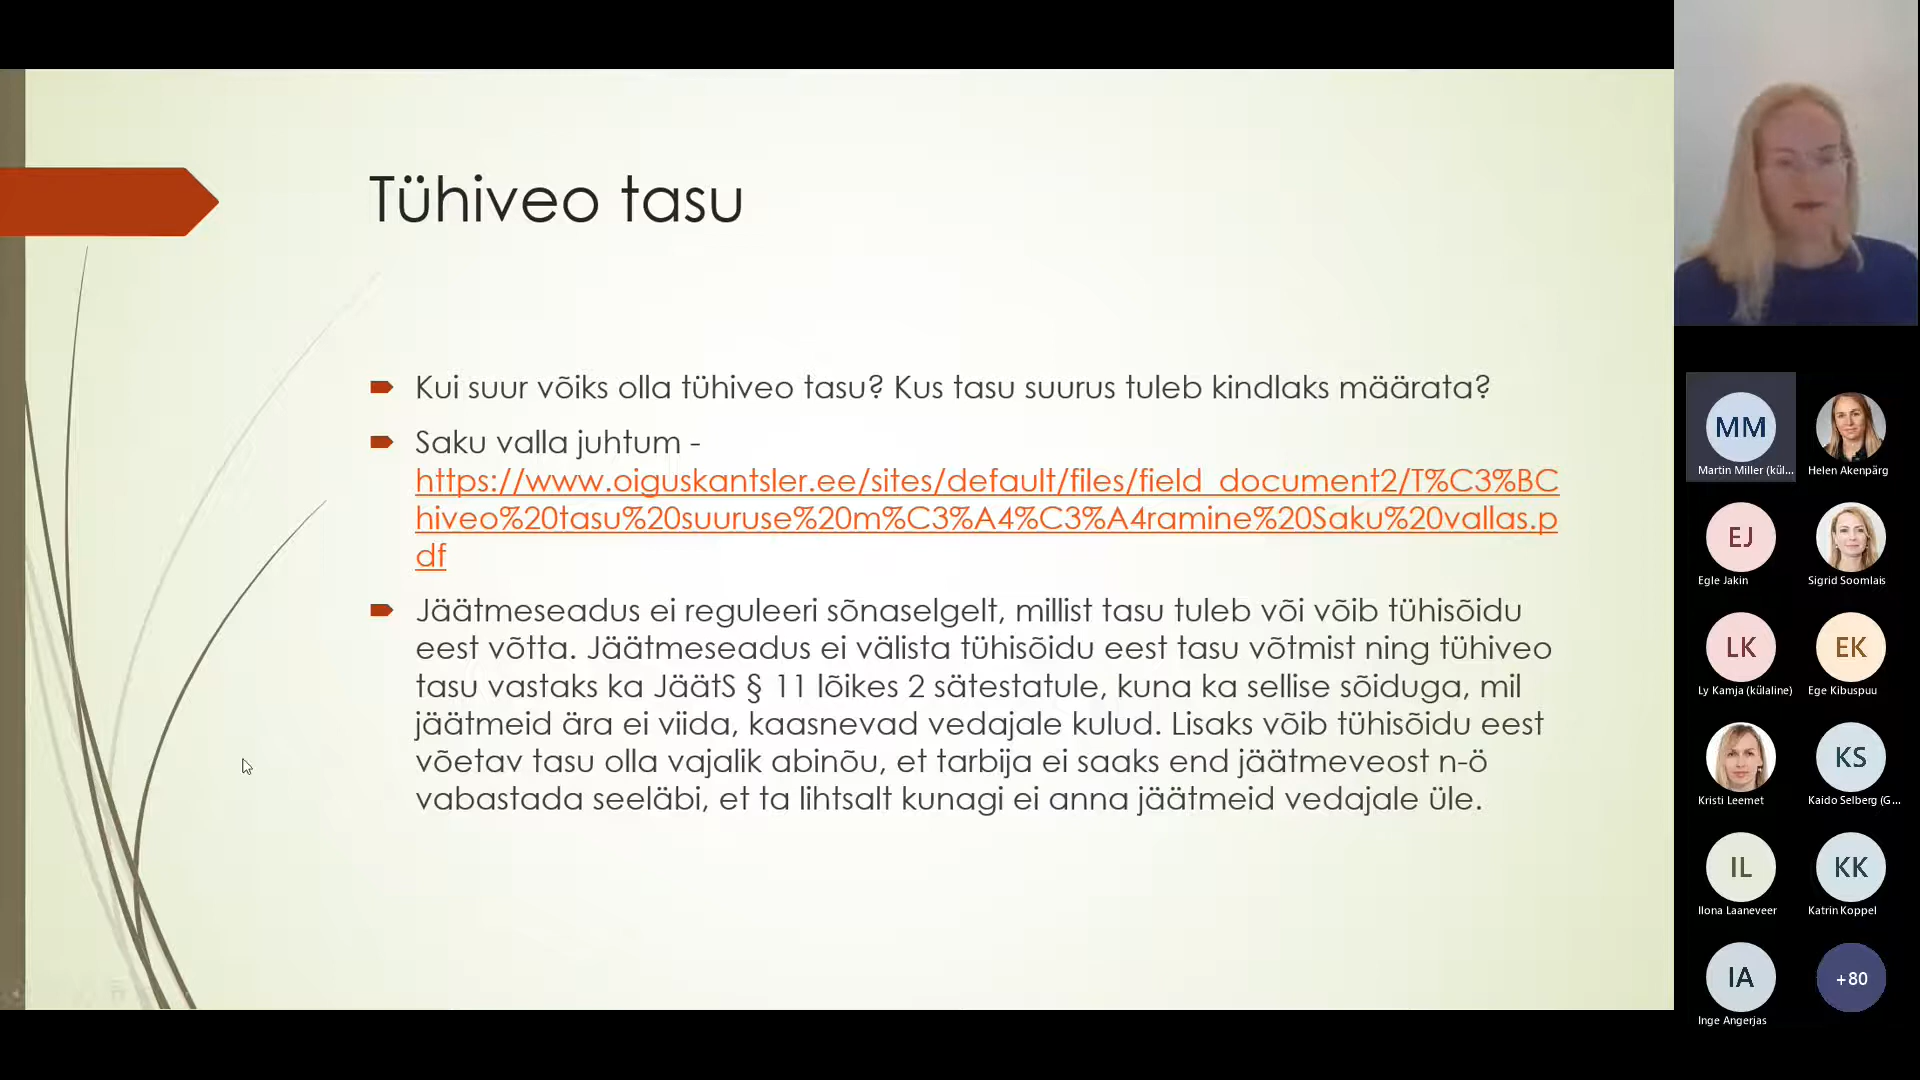 Tühiveo tasu
Kui suur võiks olla tühiveo tasu? Kus tasu suurus tuleb kindlaks määrata?
Saku valla juhtum -
https://www.oiguskantsler.ee/sites/default/files/field_document2/T%C3%BC
hiveo%20tasu%20suuruse%20m%C3%A4%C3%A4ramine%20Saku%20vallas.p
df
Jäätmeseadus ei reguleeri sõnaselgelt, millist tasu tuleb või võib tühisõidu
eest võtta. Jäätmeseadus ei välista tühisõidu eest tasu võtmist ning tühiveo
tasu vastaks ka JäätS § 11 lõikes 2 sätestatule, kuna ka sellise sõiduga, mil
jäätmeid ära ei viida, kaasnevad vedajale kulud. Lisaks võib tühisõidu eest
võetav tasu olla vajalik abinõu, et tarbija ei saaks end jäätmeveost n-ö
vabastada seeläbi, et ta lihtsalt kunagi ei anna jäätmeid vedajale üle.
MM
Martin Miller (kül...
Helen Akenpärg
EJ
Egle Jakin
Sigrid Soomlais
LK
Ly Kamja (külaline)
EK
Ege Kibuspuu
Kristi Leemet
KS
Kaido Selberg (G...
IL
Ilona Laaneveer
KK
Katrin Koppel
IA
Inge Angerjas
+80